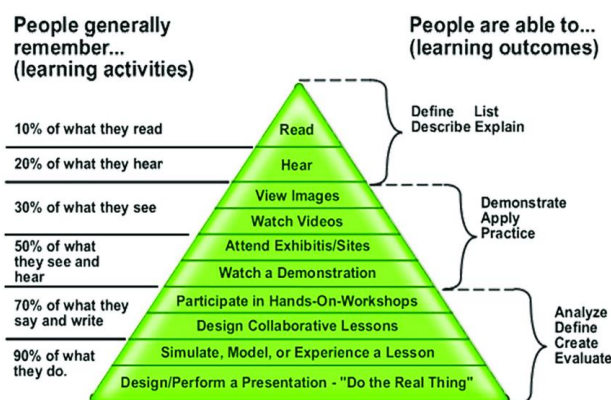 People generally
remember...
(learning activities)
People are able to...
(learning outcomes)
10% of what they read
Read
Define List
Describe Explain
20% of what they hear
Hear
30% of what they see
View Images
Watch Videos
Demonstrate
Apply
Practice
50% of what
they see and
hear
Attend Exhibitis/Sites
Watch a Demonstration
70% of what they
say and write
Participate in Hands-On-Workshops
Design Collaborative Lessons
Analyze
Define
Create
Evaluate
90% of what
they do.
Simulate, Model, or Experience a Lesson
Design/Perform a Presentation - "Do the Real Thing"